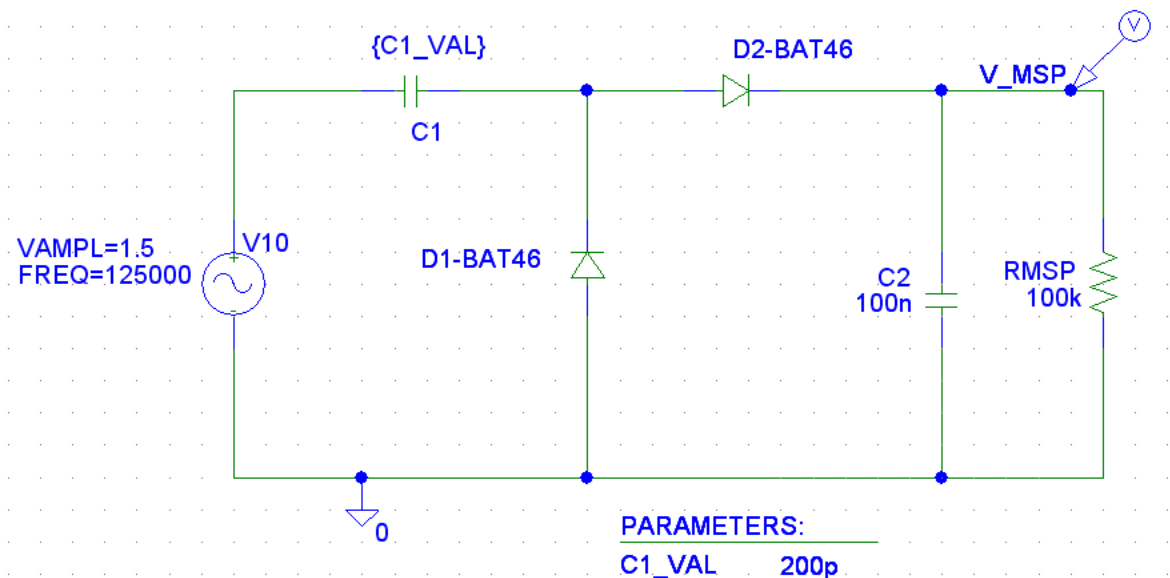 {C1_VAL}
C1
D2-BAT46
V
V_MSP
VAMPL=1.5
FREQ=125000
V10
D1-BAT46
C2
100n
RMSP
100k
0
PARAMETERS:
C1_VAL 200p